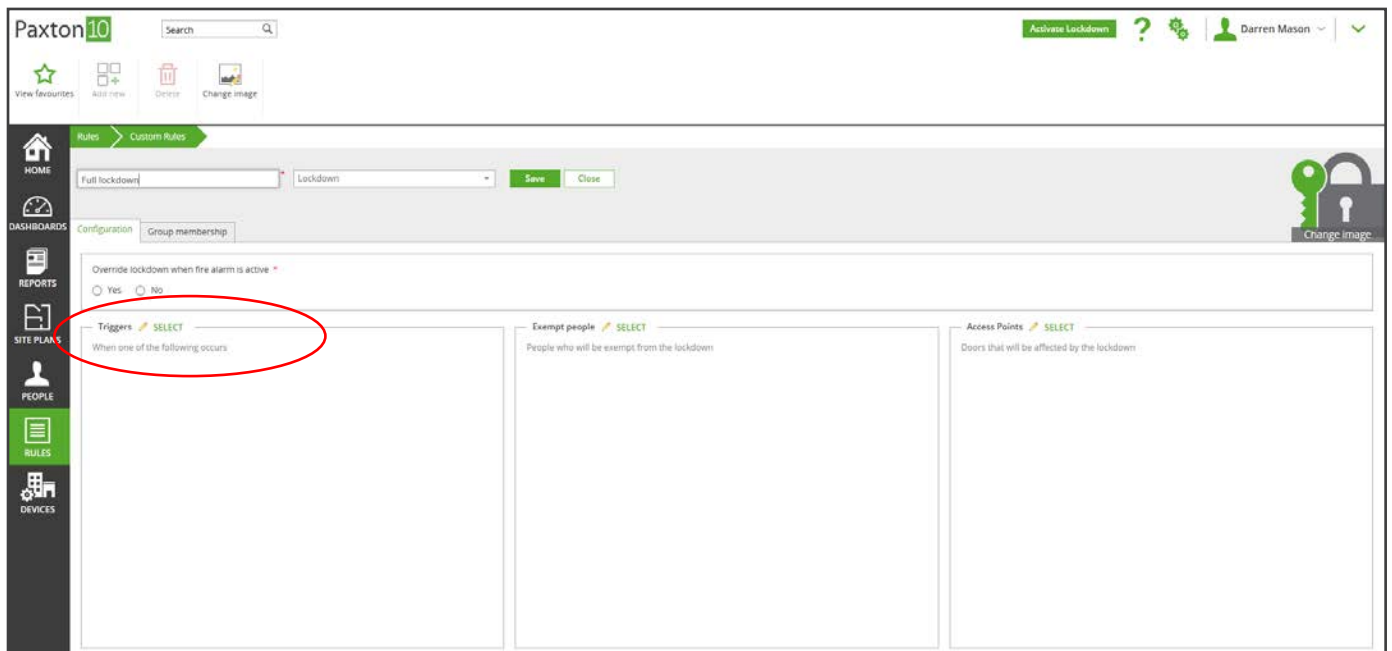 Paxton10
Search
Activate Lockdown
?
Darren Mason
View favourites
Add new
Delete
Change image
HOME
DASHBOARDS
REPORTS
SITE PLANS
PEOPLE
RULES
DEVICES
Rules
Custom Rules
Full lockdown
*
Lockdown
Save
Close
Change image
Configuration
Group membership
Override lockdown when fire alarm is active *
Yes
No
Triggers SELECT
When one of the following occurs
Exempt people SELECT
People who will be exempt from the lockdown
Access Points SELECT
Doors that will be affected by the lockdown